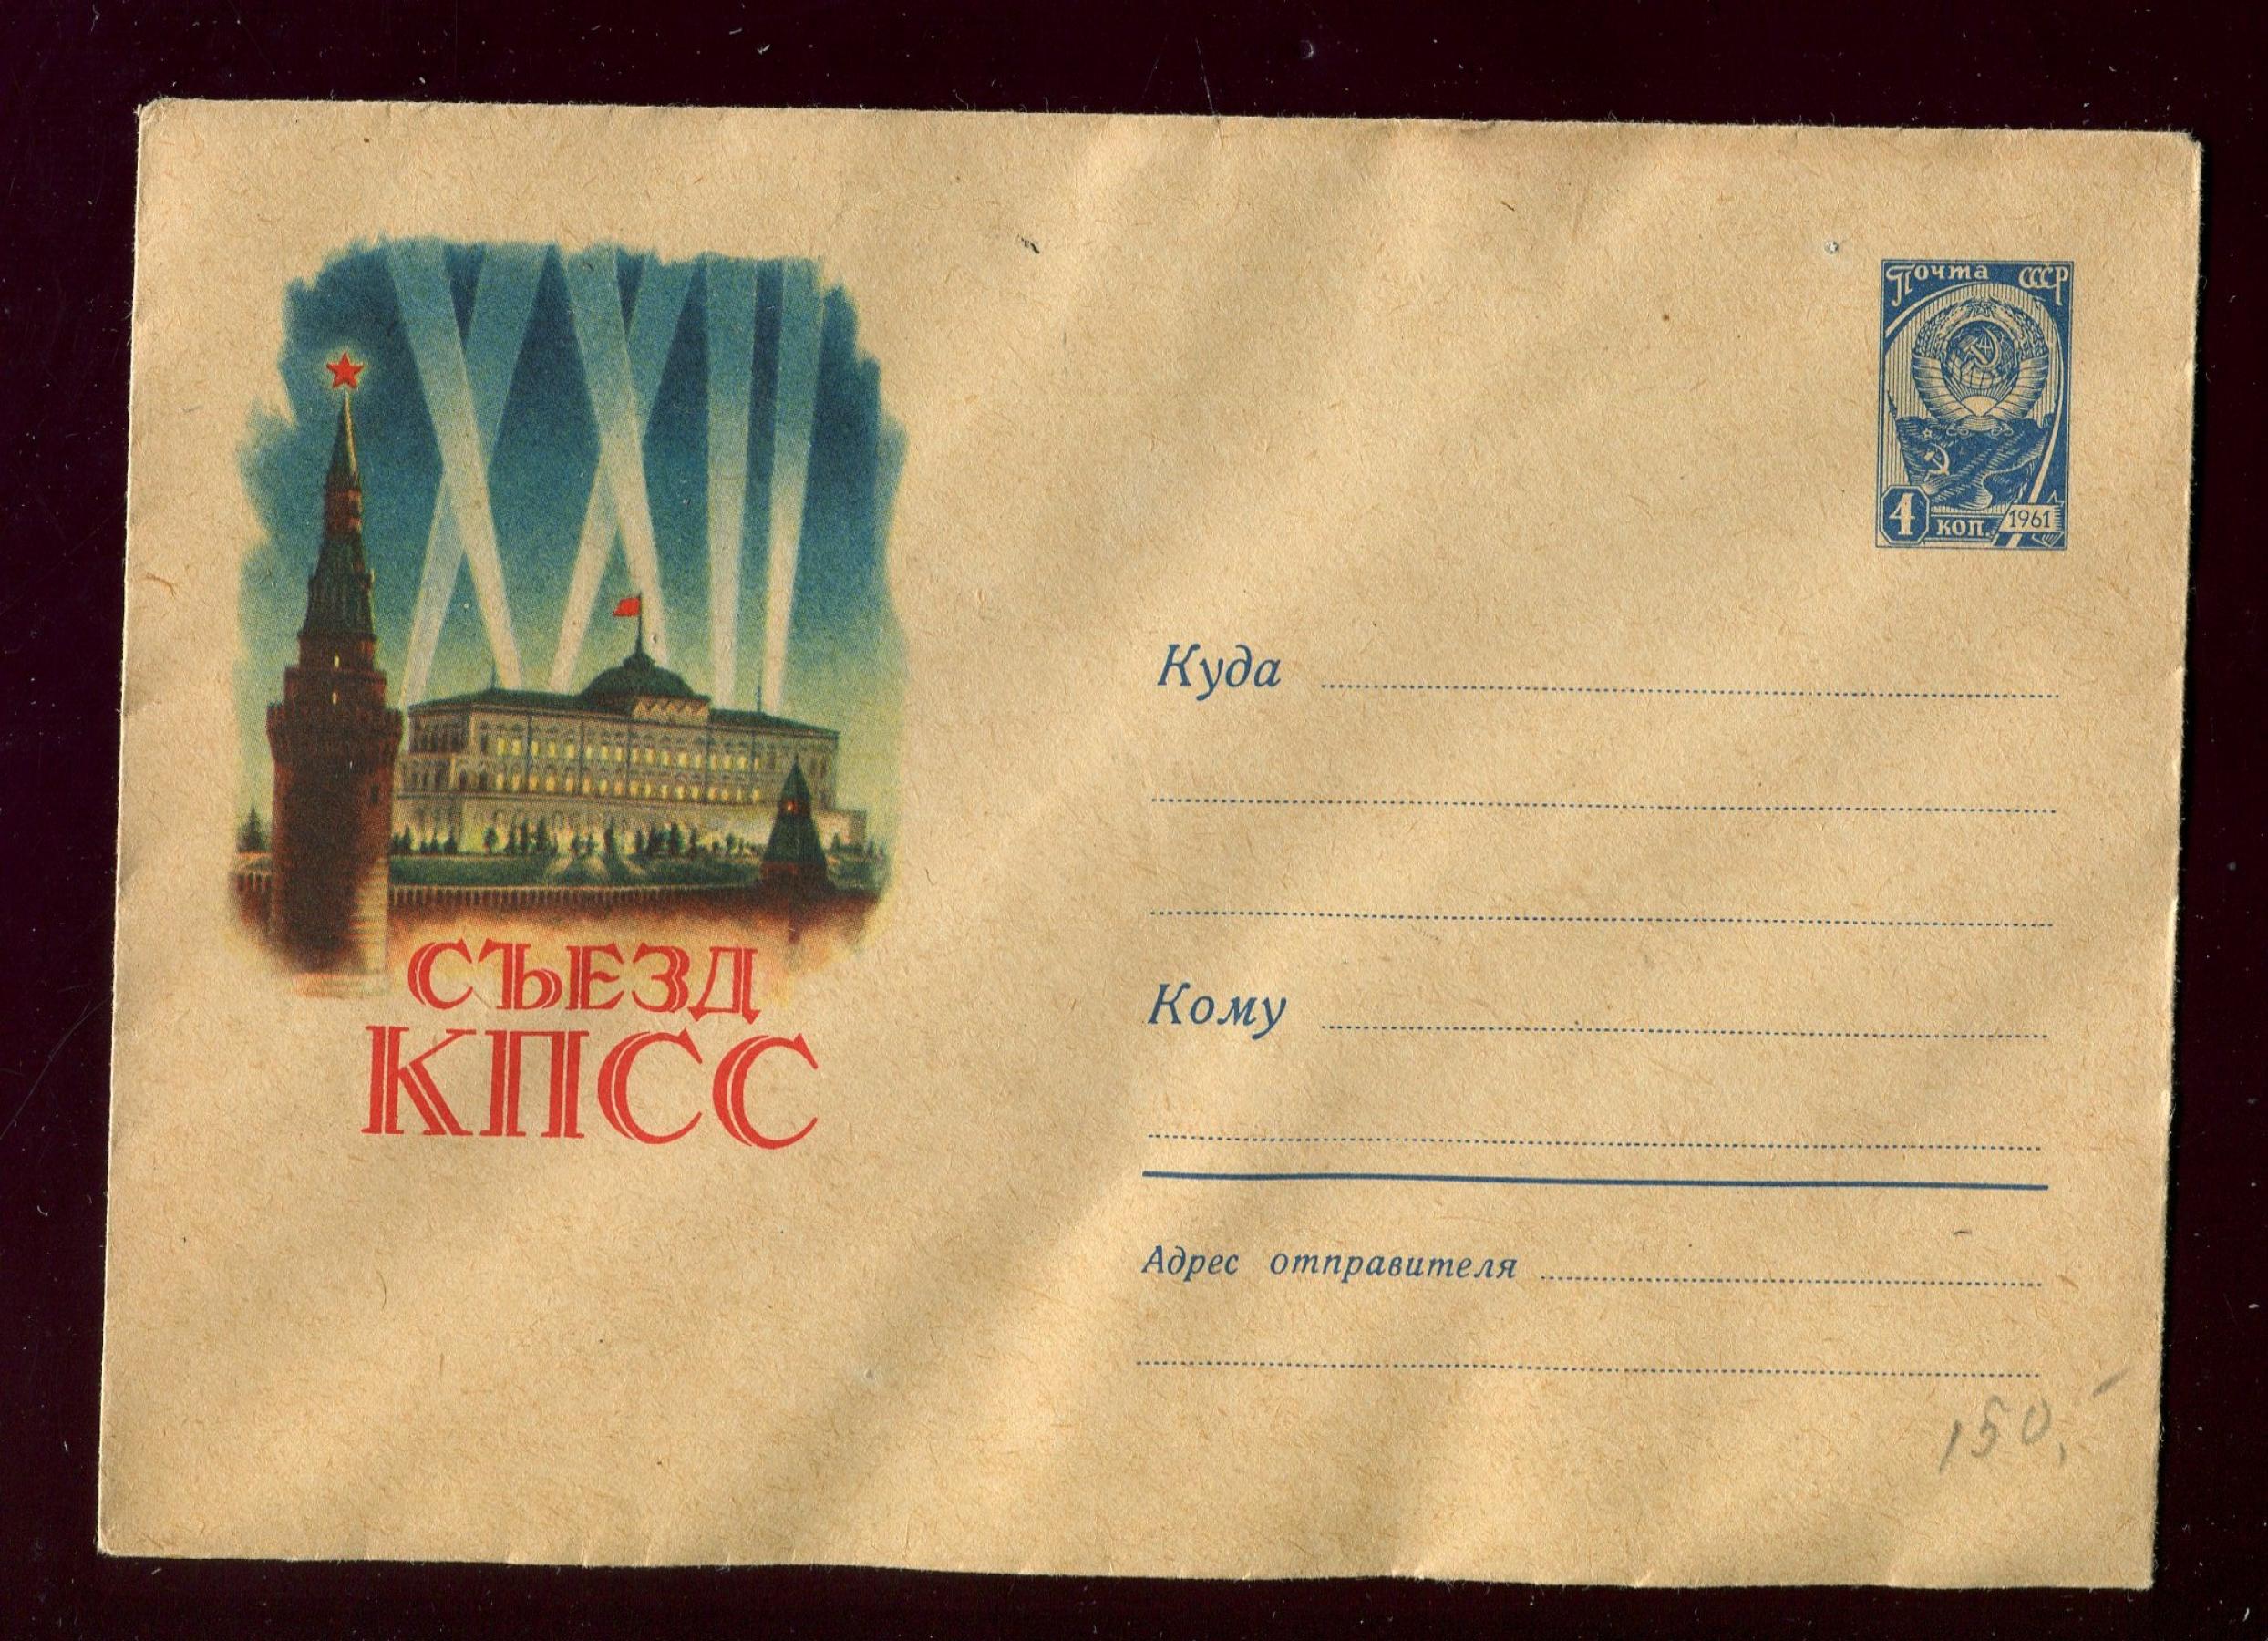 Почта СССР
4 коп. 1961
XXII
СЪЕЗД
КПСС
Куда
Кому
Адрес отправителя
150,-